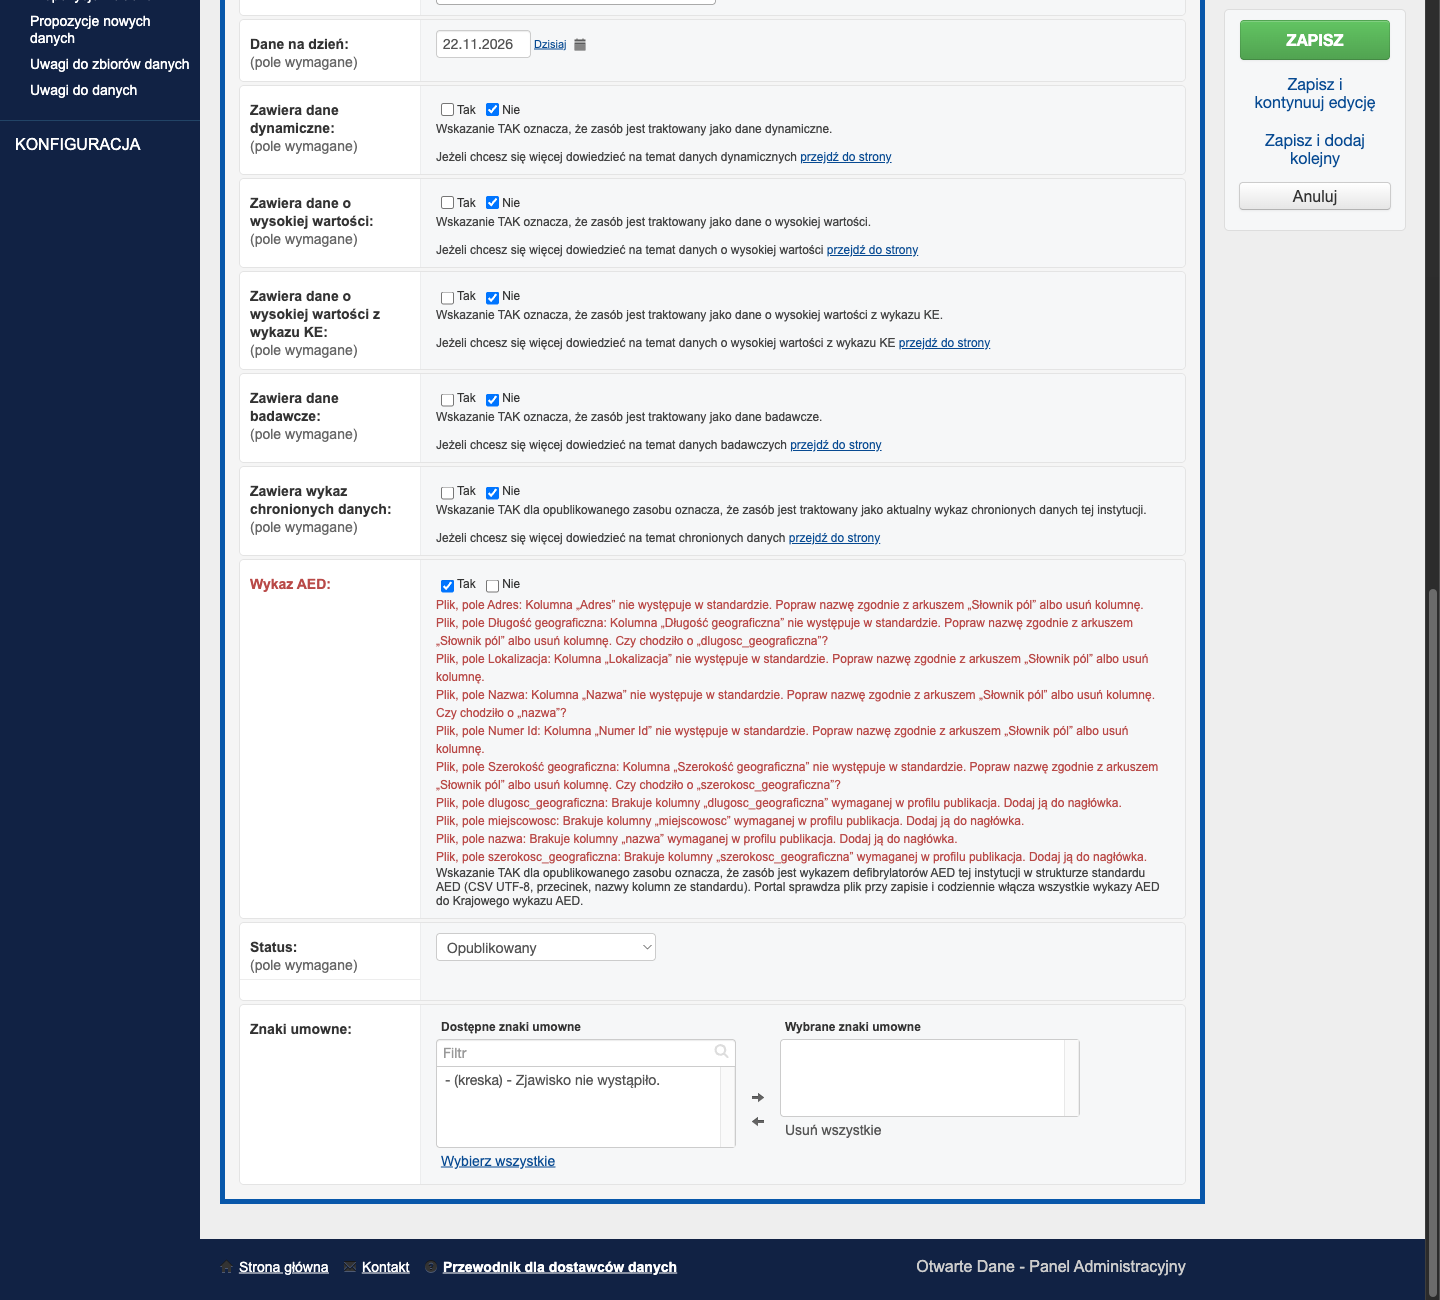 Propozycje nowych
danych
Uwagi do zbiorów danych
Uwagi do danych
KONFIGURACJA
Dane na dzień:
(pole wymagane)
22.11.2026 Dzisiaj
Zawiera dane
dynamiczne:
(pole wymagane)
Tak Nie
Wskazanie TAK oznacza, że zasób jest traktowany jako dane dynamiczne.
Jeżeli chcesz się więcej dowiedzieć na temat danych dynamicznych przejdź do strony
Zawiera dane o
wysokiej wartości:
(pole wymagane)
Tak Nie
Wskazanie TAK oznacza, że zasób jest traktowany jako dane o wysokiej wartości.
Jeżeli chcesz się więcej dowiedzieć na temat danych o wysokiej wartości przejdź do strony
Zawiera dane o
wysokiej wartości z
wykazu KE:
(pole wymagane)
Tak Nie
Wskazanie TAK oznacza, że zasób jest traktowany jako dane o wysokiej wartości z wykazu KE.
Jeżeli chcesz się więcej dowiedzieć na temat danych o wysokiej wartości z wykazu KE przejdź do strony
Zawiera dane
badawcze:
(pole wymagane)
Tak Nie
Wskazanie TAK oznacza, że zasób jest traktowany jako dane badawcze.
Jeżeli chcesz się więcej dowiedzieć na temat danych badawczych przejdź do strony
Zawiera wykaz
chronionych danych:
(pole wymagane)
Tak Nie
Wskazanie TAK dla opublikowanego zasobu oznacza, że zasób jest traktowany jako aktualny wykaz chronionych danych tej instytucji.
Jeżeli chcesz się więcej dowiedzieć na temat chronionych danych przejdź do strony
Wykaz AED:
Tak Nie
Plik, pole Adres: Kolumna „Adres” nie występuje w standardzie. Popraw nazwę zgodnie z arkuszem „Słownik pól” albo usuń kolumnę.
Plik, pole Długość geograficzna: Kolumna „Długość geograficzna” nie występuje w standardzie. Popraw nazwę zgodnie z arkuszem
„Słownik pól” albo usuń kolumnę. Czy chodziło o „dlugosc_geograficzna”?
Plik, pole Lokalizacja: Kolumna „Lokalizacja” nie występuje w standardzie. Popraw nazwę zgodnie z arkuszem „Słownik pól” albo usuń
kolumnę.
Plik, pole Nazwa: Kolumna „Nazwa” nie występuje w standardzie. Popraw nazwę zgodnie z arkuszem „Słownik pól” albo usuń kolumnę.
Czy chodziło o „nazwa”?
Plik, pole Numer Id: Kolumna „Numer Id” nie występuje w standardzie. Popraw nazwę zgodnie z arkuszem „Słownik pól” albo usuń
kolumnę.
Plik, pole Szerokość geograficzna: Kolumna „Szerokość geograficzna” nie występuje w standardzie. Popraw nazwę zgodnie z arkuszem
„Słownik pól” albo usuń kolumnę. Czy chodziło o „szerokosc_geograficzna”?
Plik, pole dlugosc_geograficzna: Brakuje kolumny „dlugosc_geograficzna” wymaganej w profilu publikacja. Dodaj ją do nagłówka.
Plik, pole miejscowosc: Brakuje kolumny „miejscowosc” wymaganej w profilu publikacja. Dodaj ją do nagłówka.
Plik, pole nazwa: Brakuje kolumny „nazwa” wymaganej w profilu publikacja. Dodaj ją do nagłówka.
Plik, pole szerokosc_geograficzna: Brakuje kolumny „szerokosc_geograficzna” wymaganej w profilu publikacja. Dodaj ją do nagłówka.
Wskazanie TAK dla opublikowanego zasobu oznacza, że zasób jest wykazem defibrylatorów AED tej instytucji w strukturze standardu
AED (CSV UTF-8, przecinek, nazwy kolumn ze standardu). Portal sprawdza plik przy zapisie i codziennie włącza wszystkie wykazy AED
do Krajowego wykazu AED.
Status:
(pole wymagane)
Opublikowany
Znaki umowne:
Dostępne znaki umowne
Filtr
- (kreska) - Zjawisko nie wystąpiło.
Wybierz wszystkie
Wybrane znaki umowne
Usuń wszystkie
ZAPISZ
Zapisz i
kontynuuj edycję
Zapisz i dodaj
kolejny
Anuluj
Strona główna Kontakt Przewodnik dla dostawców danych
Otwarte Dane - Panel Administracyjny